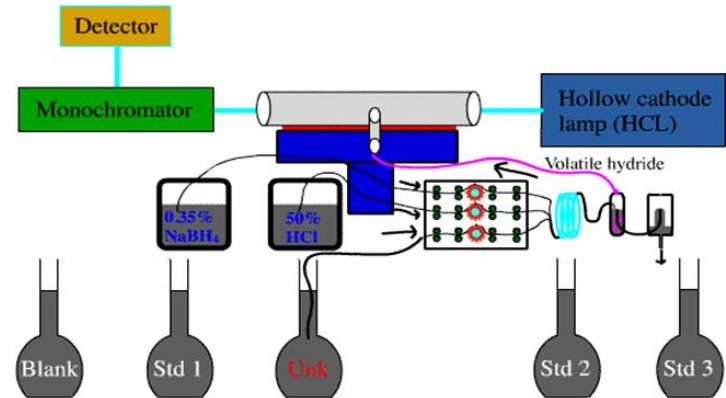 Detector
Monochromator
Hollow cathode
lamp (HCL)
Volatile hydride
0.35%
NaBH₄
50%
HCl
Blank
Std 1
Unk
Std 2
Std 3